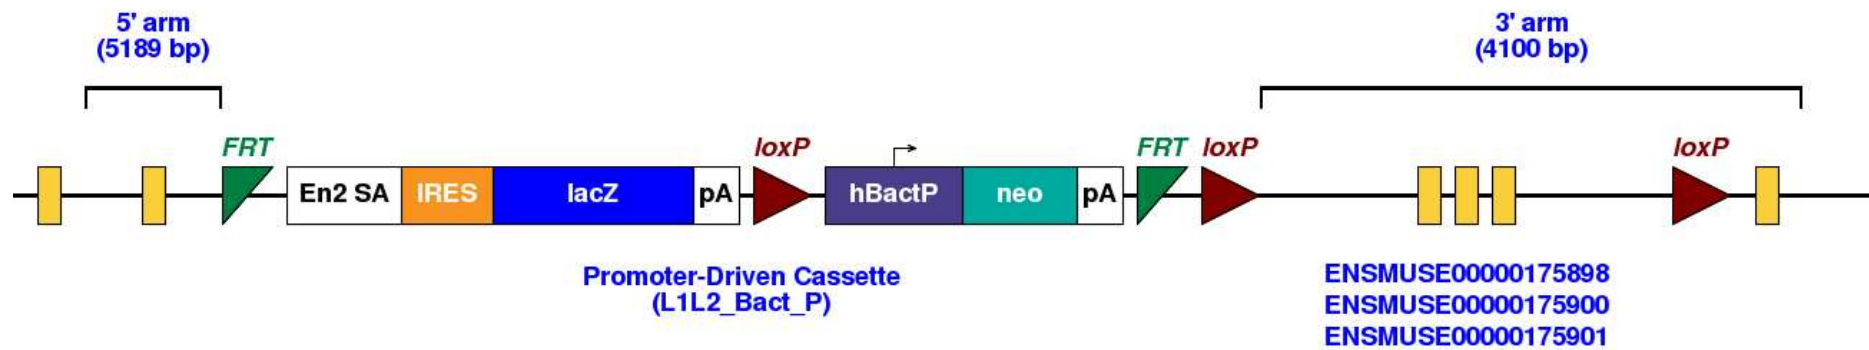 5' arm
(5189 bp)
3' arm
(4100 bp)
FRT
loxP
FRT
loxP
loxP
En2 SA
IRES
lacZ
pA
hBactP
neo
pA
Promoter-Driven Cassette
(L1L2_Bact_P)
ENSMUSE00000175898
ENSMUSE00000175900
ENSMUSE00000175901